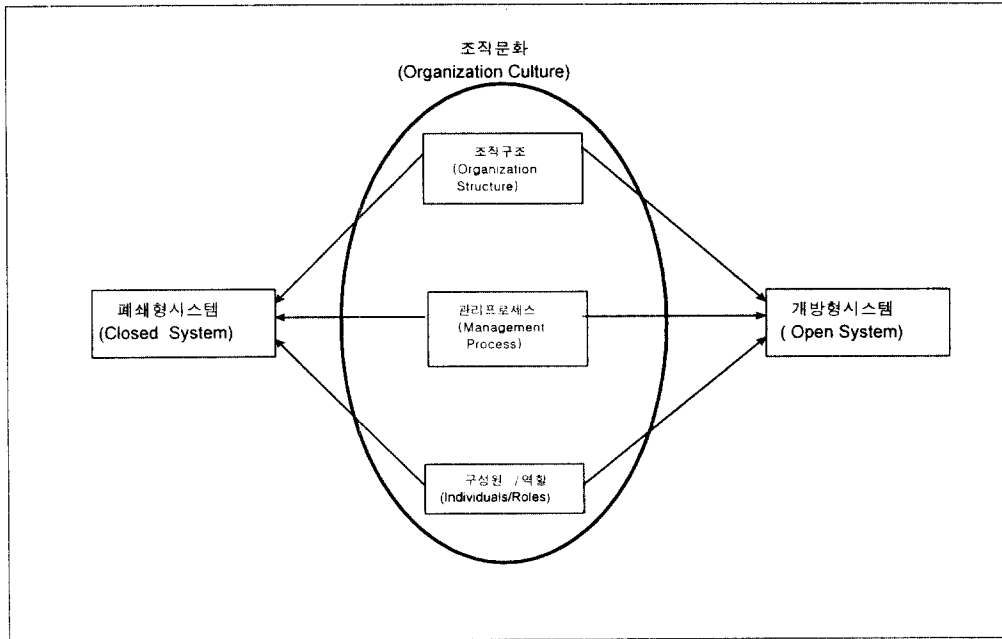 조직문화
(Organization Culture)
조직구조
(Organization
Structure)
폐쇄형시스템
(Closed System)
관리프로세스
(Management
Process)
개방형시스템
( Open System)
구성원 /역할
(Individuals/Roles)